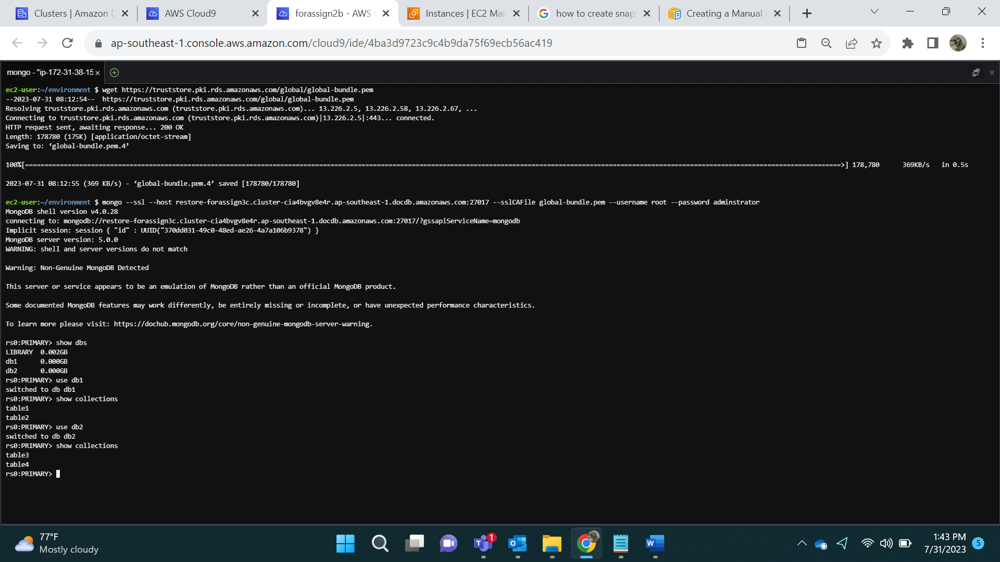 Clusters | Amazon D
AWS Cloud9
forassign2b - AWS C
Instances | EC2 Man
how to create snaps
Creating a Manual C
ap-southeast-1.console.aws.amazon.com/cloud9/ide/4ba3d9723c9c4b9da75f69ecb56ac419
mongo - "ip-172-31-38-15
ec2-user:~/environment $ wget https://truststore.pki.rds.amazonaws.com/global/global-bundle.pem
--2023-07-31 08:12:54--  https://truststore.pki.rds.amazonaws.com/global/global-bundle.pem
Resolving truststore.pki.rds.amazonaws.com (truststore.pki.rds.amazonaws.com)... 13.226.2.5, 13.226.2.58, 13.226.2.67, ...
Connecting to truststore.pki.rds.amazonaws.com (truststore.pki.rds.amazonaws.com)|13.226.2.5|:443... connected.
HTTP request sent, awaiting response... 200 OK
Length: 178780 (175K) [application/octet-stream]
Saving to: ‘global-bundle.pem.4’
100%[=====================================>] 178,780 369KB/s in 0.5s
2023-07-31 08:12:55 (369 KB/s) - ‘global-bundle.pem.4’ saved [178780/178780]
ec2-user:~/environment $ mongo --ssl --host restore-forassign3c.cluster-cia4bvgv8e4r.ap-southeast-1.docdb.amazonaws.com:27017 --sslCAFile global-bundle.pem --username root --password adminstrator
MongoDB shell version v4.0.28
connecting to: mongodb://restore-forassign3c.cluster-cia4bvgv8e4r.ap-southeast-1.docdb.amazonaws.com:27017/?gssapiServiceName=mongodb
Implicit session: session { "id" : UUID("370dd031-49c0-48ed-ae26-4a7a106b9378") }
MongoDB server version: 5.0.0
WARNING: shell and server versions do not match
Warning: Non-Genuine MongoDB Detected
This server or service appears to be an emulation of MongoDB rather than an official MongoDB product.
Some documented MongoDB features may work differently, be entirely missing or incomplete, or have unexpected performance characteristics.
To learn more please visit: https://dochub.mongodb.org/core/non-genuine-mongodb-server-warning.
rs0:PRIMARY> show dbs
LIBRARY  0.002GB
db1      0.000GB
db2      0.000GB
rs0:PRIMARY> use db1
switched to db db1
rs0:PRIMARY> show collections
table1
table2
rs0:PRIMARY> use db2
switched to db db2
rs0:PRIMARY> show collections
table3
table4
rs0:PRIMARY>
77°F
Mostly cloudy
1
1:43 PM
7/31/2023
5